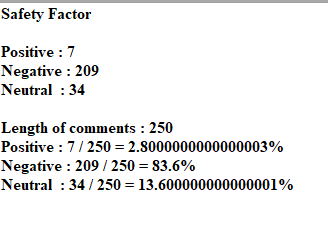 Safety Factor
Positive : 7
Negative : 209
Neutral : 34
Length of comments : 250
Positive : 7 / 250 = 2.8000000000000003%
Negative : 209 / 250 = 83.6%
Neutral : 34 / 250 = 13.600000000000001%